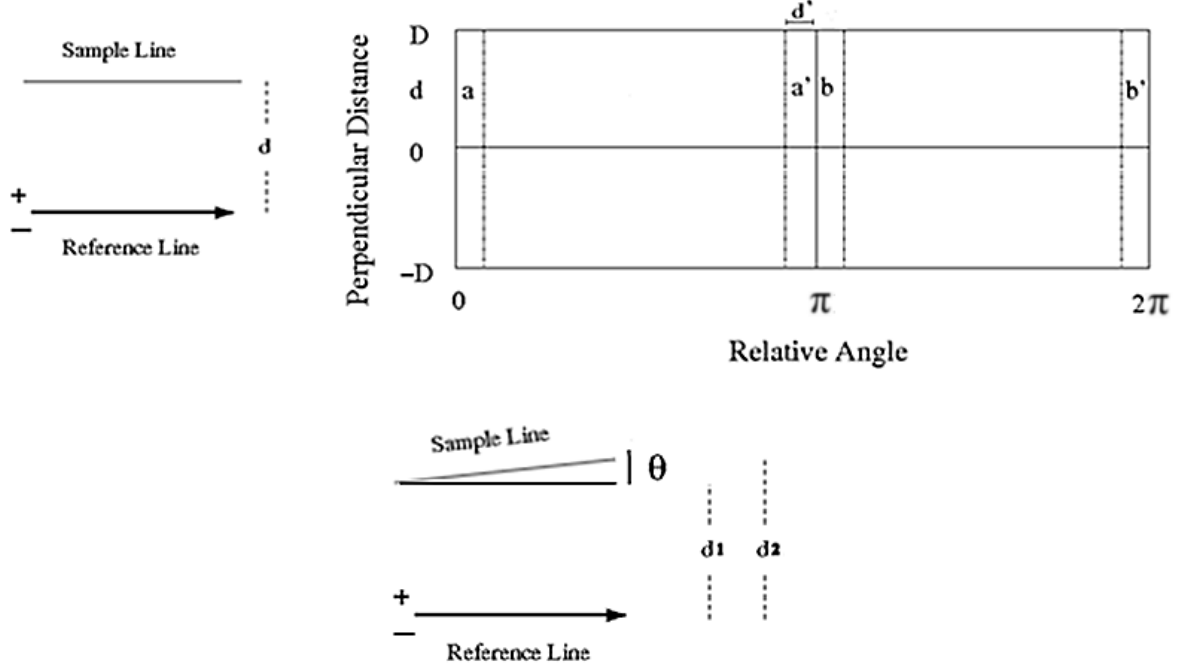 Sample Line
d
+
−
Reference Line
d'
D
d
a
a'
b
b'
0
−D
Perpendicular Distance
0
π
2π
Relative Angle
Sample Line
θ
d1
d2
+
−
Reference Line